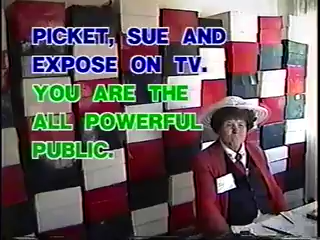 PICKET, SUE AND
EXPOSE ON TV.
YOU ARE THE
ALL POWERFUL
PUBLIC.